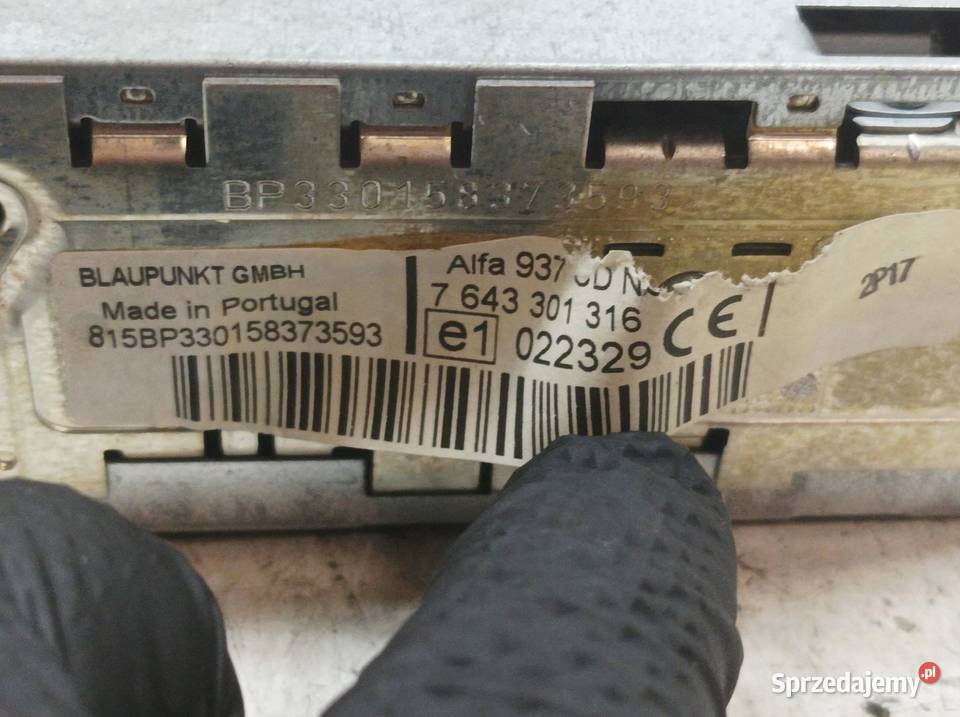 BP330158373593
BLAUPUNKT GMBH
Made in Portugal
815BP330158373593
Alfa 937
7 643 301 316
e1 022329 CE
2P17
Sprzedajemy.pl